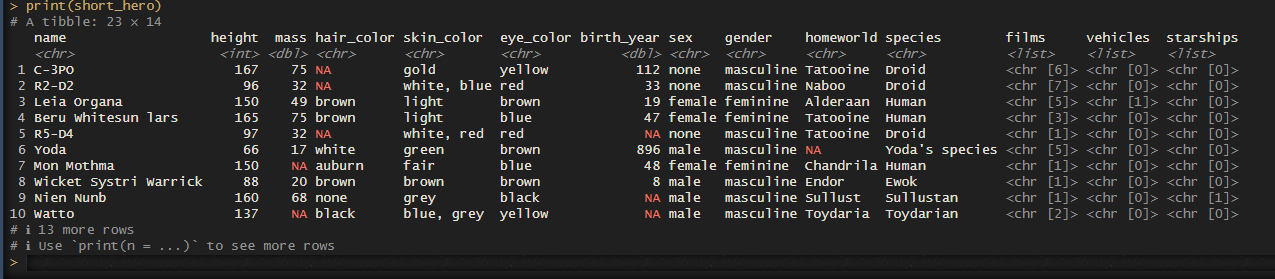 > print(short_hero)
# A tibble: 23 × 14
   name                  height  mass hair_color skin_color  eye_color birth_year sex    gender    homeworld species        films     vehicles  starships
   <chr>                  <int> <dbl> <chr>      <chr>       <chr>          <dbl> <chr>  <chr>     <chr>     <chr>          <list>    <list>    <list>
 1 C-3PO                    167    75 NA         gold        yellow           112 none   masculine Tatooine  Droid          <chr [6]> <chr [0]> <chr [0]>
 2 R2-D2                     96    32 NA         white, blue red               33 none   masculine Naboo     Droid          <chr [7]> <chr [0]> <chr [0]>
 3 Leia Organa              150    49 brown      light       brown             19 female feminine  Alderaan  Human          <chr [5]> <chr [1]> <chr [0]>
 4 Beru Whitesun lars       165    75 brown      light       blue              47 female feminine  Tatooine  Human          <chr [3]> <chr [0]> <chr [0]>
 5 R5-D4                     97    32 NA         white, red  red               NA none   masculine Tatooine  Droid          <chr [1]> <chr [0]> <chr [0]>
 6 Yoda                      66    17 white      green       brown            896 male   masculine NA        Yoda's species <chr [5]> <chr [0]> <chr [0]>
 7 Mon Mothma               150    NA auburn     fair        blue              48 female feminine  Chandrila Human          <chr [1]> <chr [0]> <chr [0]>
 8 Wicket Systri Warrick     88    20 brown      brown       brown              8 male   masculine Endor     Ewok           <chr [1]> <chr [0]> <chr [0]>
 9 Nien Nunb                160    68 none       grey        black             NA male   masculine Sullust   Sullustan      <chr [1]> <chr [0]> <chr [1]>
10 Watto                    137    NA black      blue, grey  yellow            NA male   masculine Toydaria  Toydarian      <chr [2]> <chr [0]> <chr [0]>
# ℹ 13 more rows
# ℹ Use `print(n = ...)` to see more rows
>